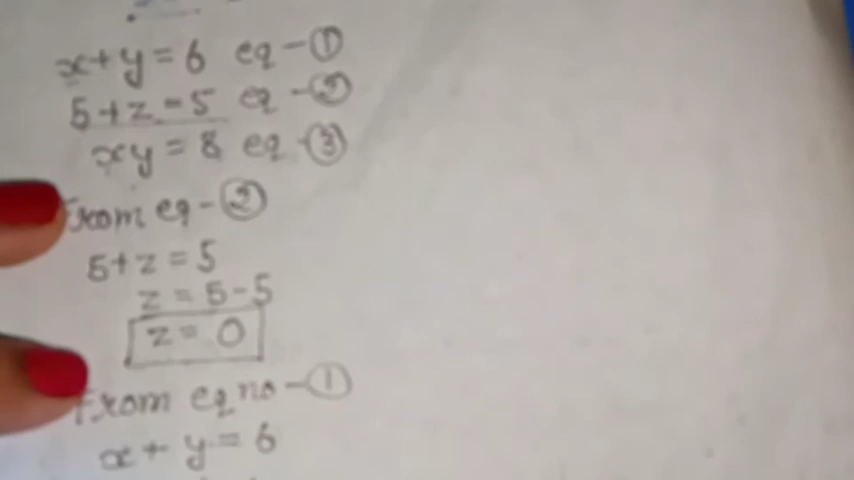 x+y=6 eq-①
5+z=5 eq-②
xy=8 eq-③
From eq-②
5+z=5
z=5-5
z=0
From eq no-①
x+y=6